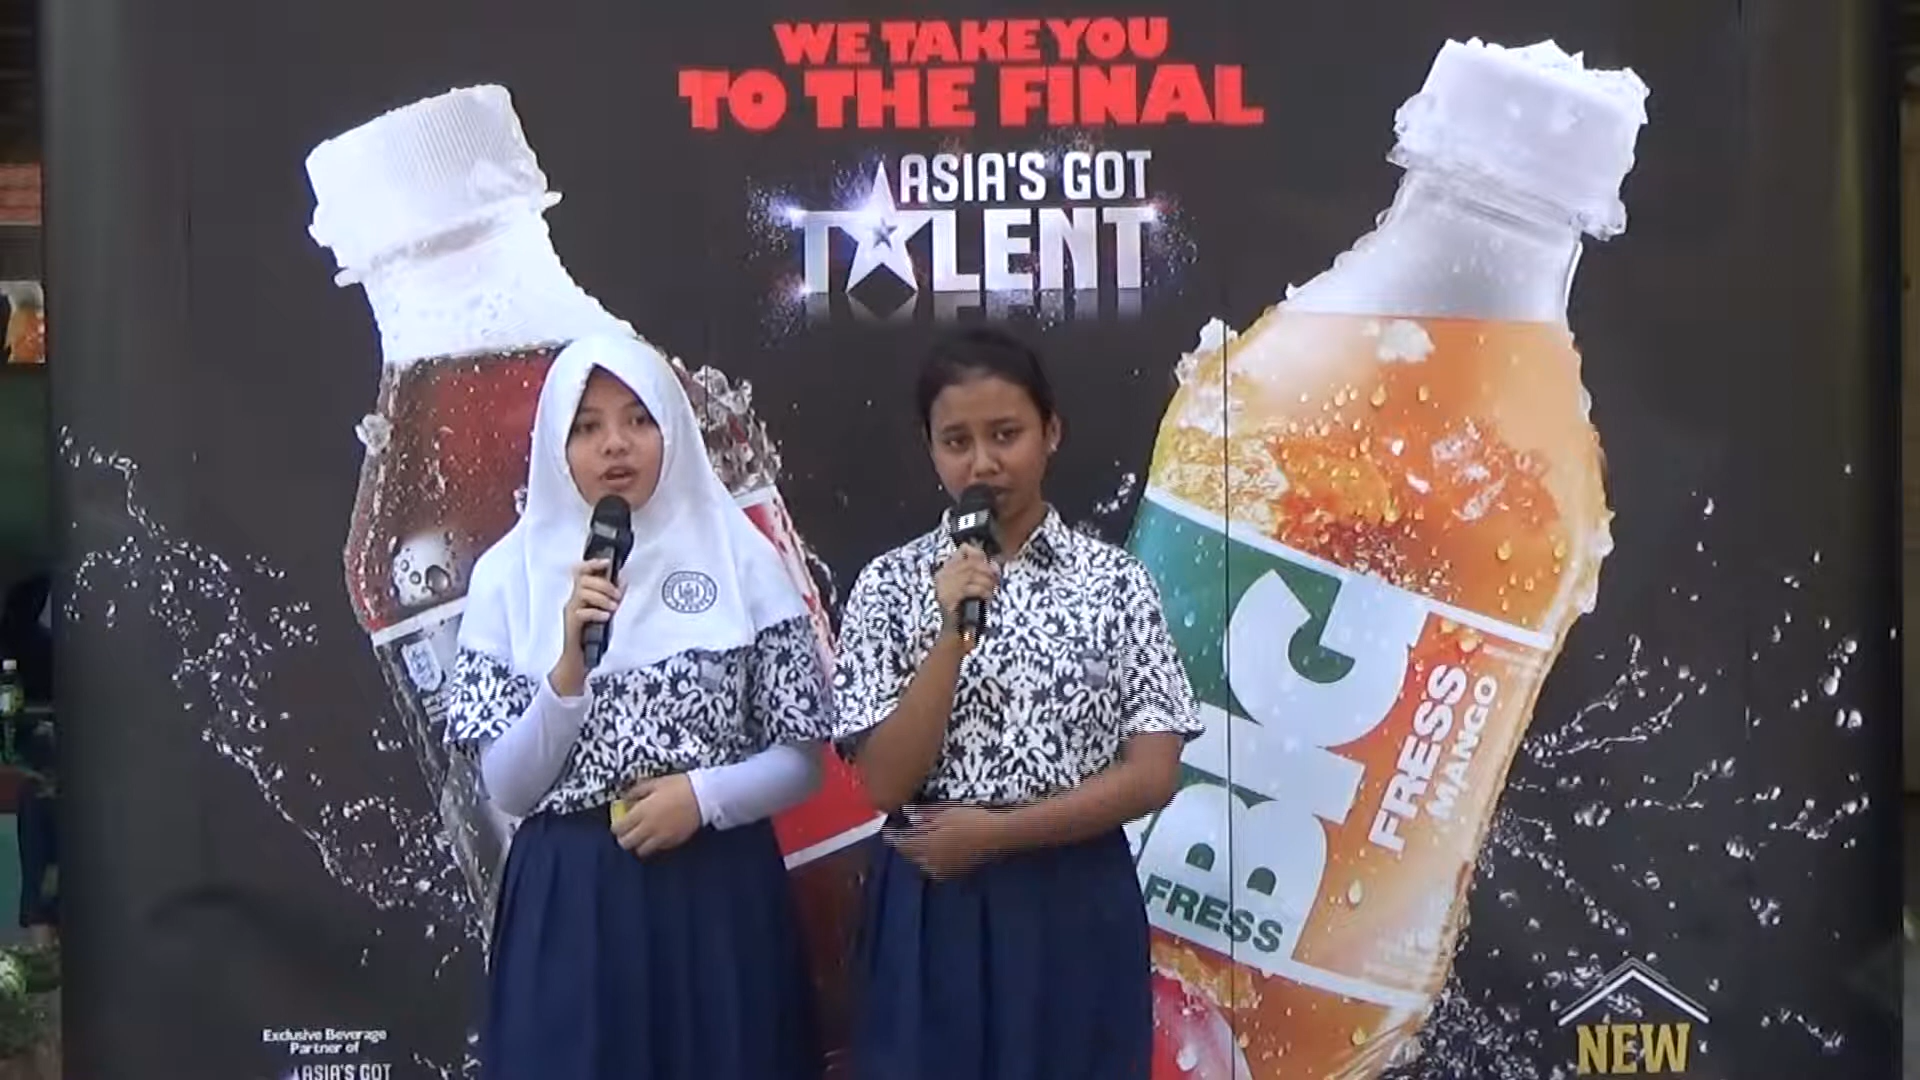 WE TAKE YOU
TO THE FINAL
ASIA'S GOT
TALENT
BIG
FRESS
FRESS
MANGO
Exclusive Beverage
Partner of
ASIA'S GOT
NEW